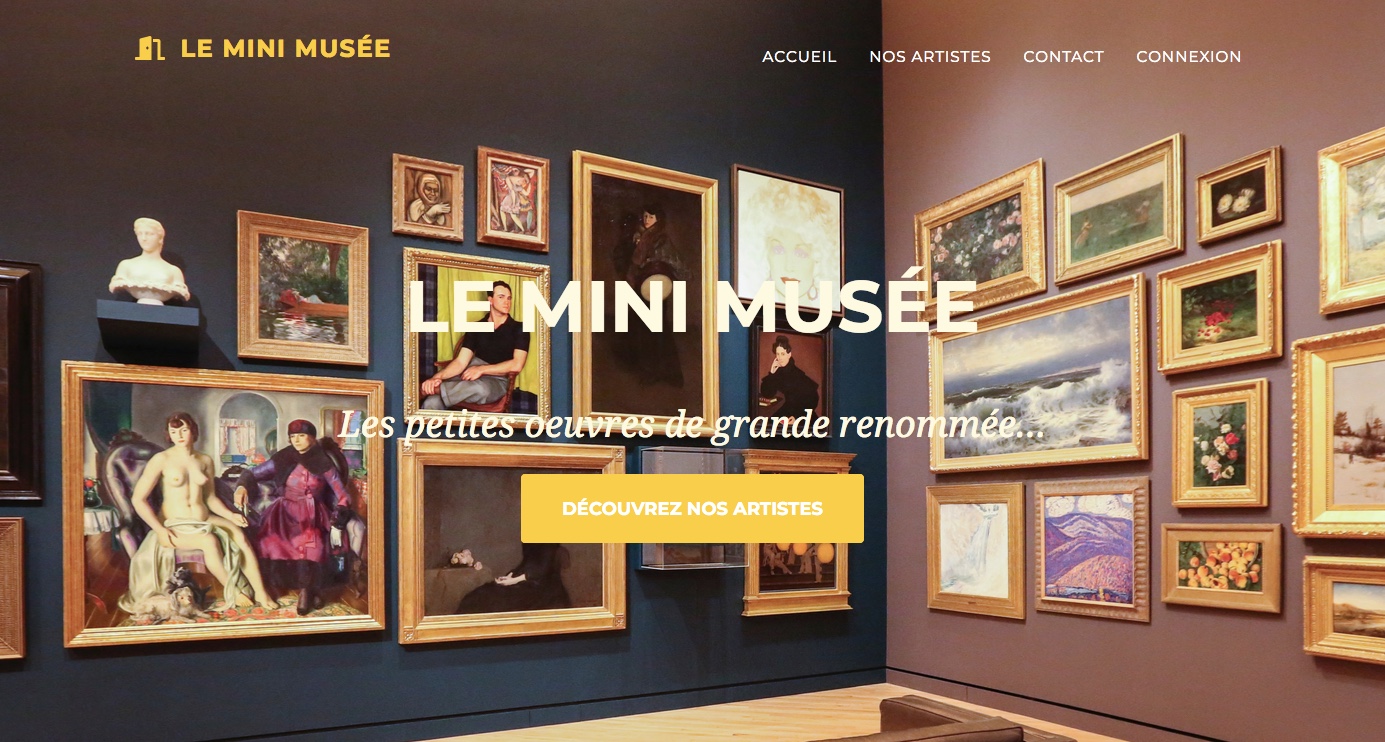 LE MINI MUSÉE
ACCUEIL NOS ARTISTES CONTACT CONNEXION
LE MINI MUSÉE
Les petites oeuvres de grande renommée...
DÉCOUVREZ NOS ARTISTES